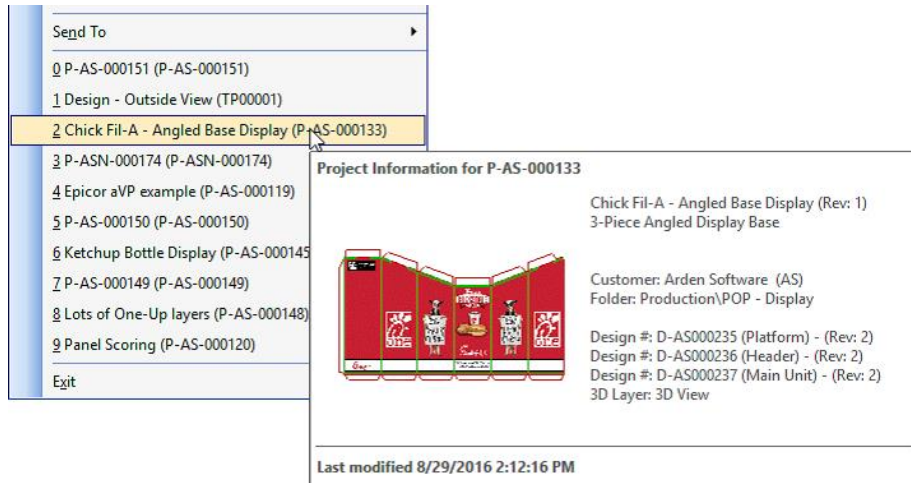 Send To
0 P-AS-000151 (P-AS-000151)
1 Design - Outside View (TP00001)
2 Chick Fil-A - Angled Base Display (P-AS-000133)
3 P-ASN-000174 (P-ASN-000174)
4 Epicor aVP example (P-AS-000119)
5 P-AS-000150 (P-AS-000150)
6 Ketchup Bottle Display (P-AS-000145
7 P-AS-000149 (P-AS-000149)
8 Lots of One-Up layers (P-AS-000148)
9 Panel Scoring (P-AS-000120)
Exit
Project Information for P-AS-000133
Chick Fil-A - Angled Base Display (Rev: 1)
3-Piece Angled Display Base
Customer: Arden Software (AS)
Folder: Production\POP - Display
Design #: D-AS000235 (Platform) - (Rev: 2)
Design #: D-AS000236 (Header) - (Rev: 2)
Design #: D-AS000237 (Main Unit) - (Rev: 2)
3D Layer: 3D View
Last modified 8/29/2016 2:12:16 PM